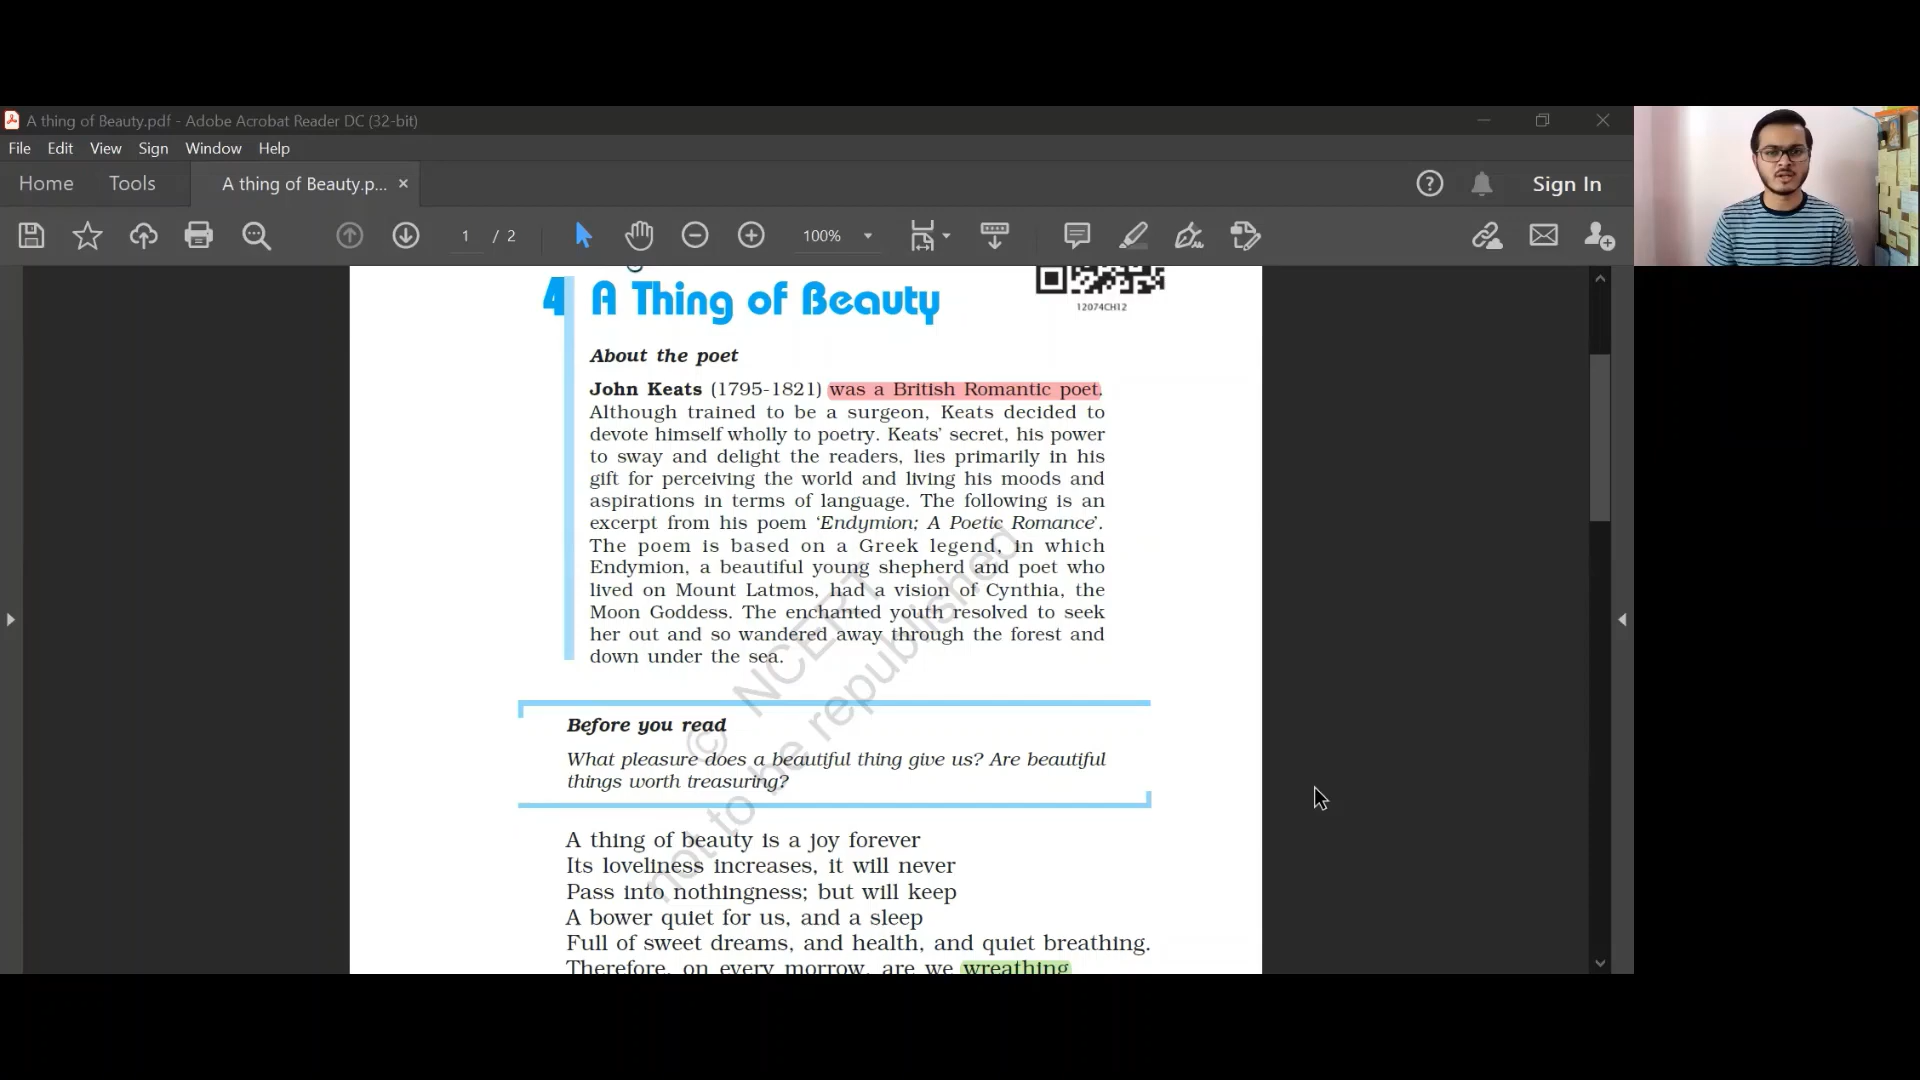 A thing of Beauty.pdf - Adobe Acrobat Reader DC (32-bit)
File Edit View Sign Window Help
Home Tools A thing of Beauty.p... Sign In
1 / 2 100%
4 A Thing of Beauty
12074CH12
About the poet
John Keats (1795-1821) was a British Romantic poet.
Although trained to be a surgeon, Keats decided to
devote himself wholly to poetry. Keats’ secret, his power
to sway and delight the readers, lies primarily in his
gift for perceiving the world and living his moods and
aspirations in terms of language. The following is an
excerpt from his poem ‘Endymion; A Poetic Romance’.
The poem is based on a Greek legend, in which
Endymion, a beautiful young shepherd and poet who
lived on Mount Latmos, had a vision of Cynthia, the
Moon Goddess. The enchanted youth resolved to seek
her out and so wandered away through the forest and
down under the sea.
© NCERT
not to be republished
Before you read
What pleasure does a beautiful thing give us? Are beautiful
things worth treasuring?
A thing of beauty is a joy forever
Its loveliness increases, it will never
Pass into nothingness; but will keep
A bower quiet for us, and a sleep
Full of sweet dreams, and health, and quiet breathing.
Therefore, on every morrow, are we wreathing